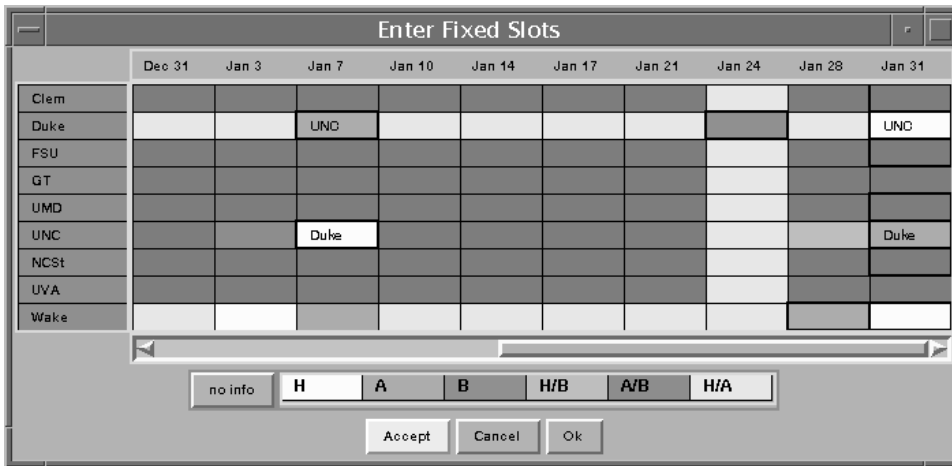 Enter Fixed Slots
Dec 31 Jan 3 Jan 7 Jan 10 Jan 14 Jan 17 Jan 21 Jan 24 Jan 28 Jan 31
Clem
Duke UNC UNC
FSU
GT
UMD
UNC Duke Duke
NCSt
UVA
Wake
no info H A B H/B A/B H/A
Accept Cancel Ok